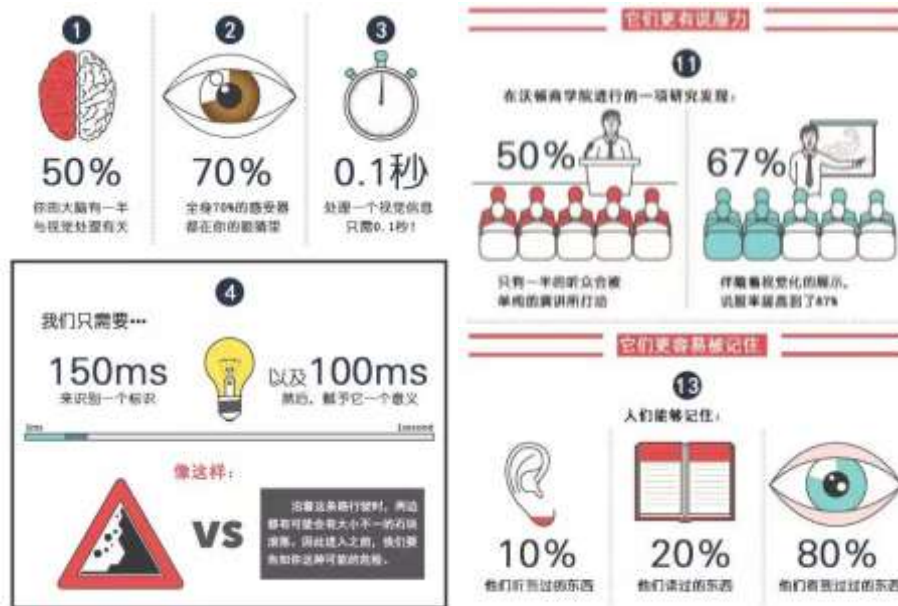 1
50%
你的大脑有一半
与视觉处理有关
2
70%
全身70%的感受器
都在你的眼睛里
3
0.1秒
处理一个视觉信息
只需0.1秒!
4
我们只需要…
150ms
来识别一个标识
以及100ms
然后,赋予它一个意义
1second
像这样:
VS
沿着这条路行驶时,两边
都有可能会有大小不一的石块
滚落。因此进入之前,我们要
告知你这种可能的危险。
它们更有说服力
11
在沃顿商学院进行的一项研究发现:
50%
只有一半的听众会被
单纯的演讲所打动
67%
伴随着视觉化的展示,
说服率提高到了67%
它们更容易被记住
13
人们能够记住:
10%
他们听到过的东西
20%
他们读过的东西
80%
他们看到过过的东西